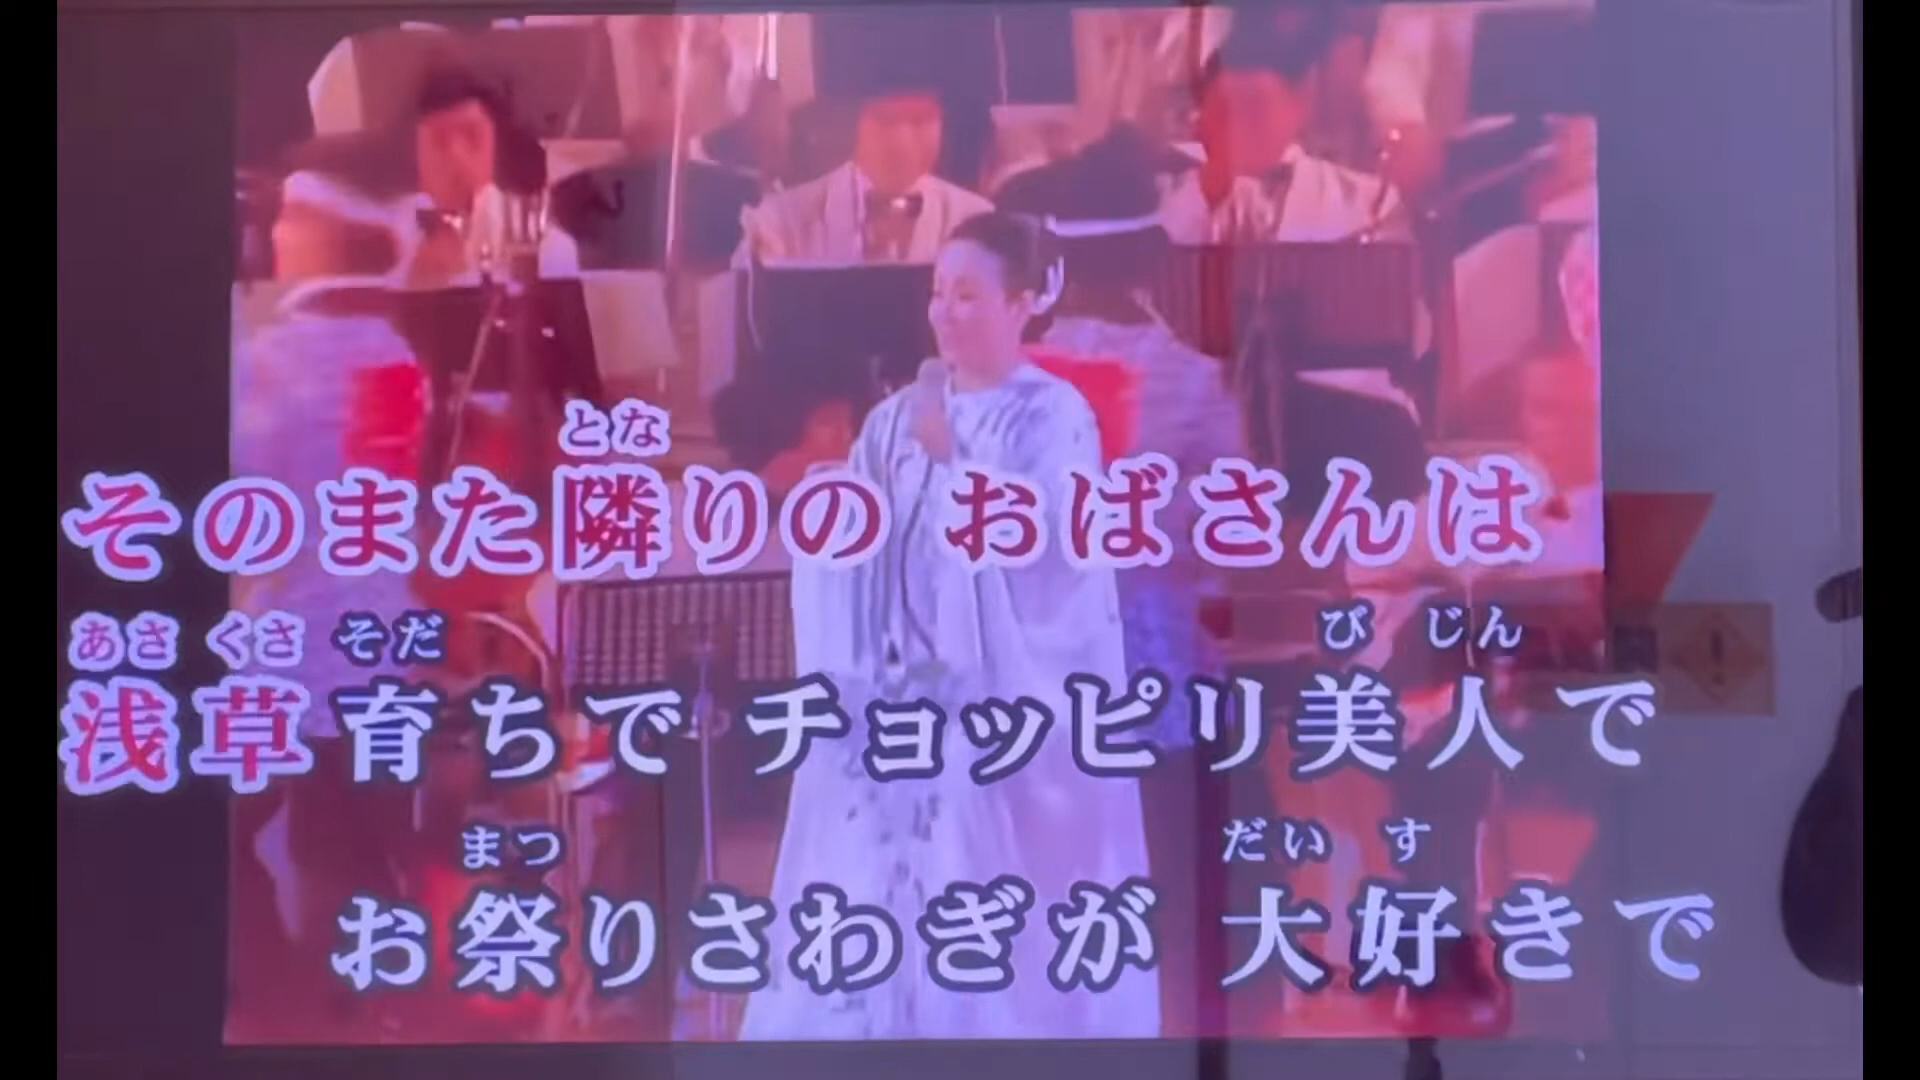 とな
そのまた隣りの おばさんは
あさ くさ そだ び じん
浅草育ちで チョッピリ美人で
まつ だい す
お祭りさわぎが 大好きで